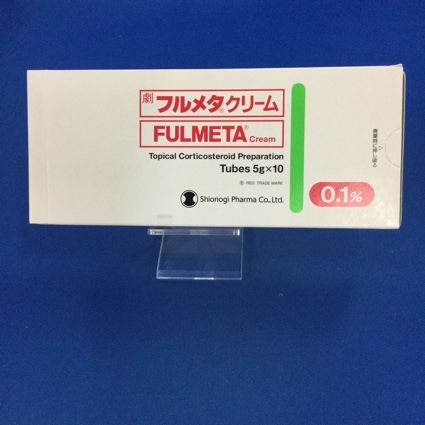 劇 フルメタ®クリーム
FULMETA® Cream
Topical Corticosteroid Preparation
Tubes 5g×10
® : REG. TRADE MARK
Shionogi Pharma Co., Ltd.
0.1%